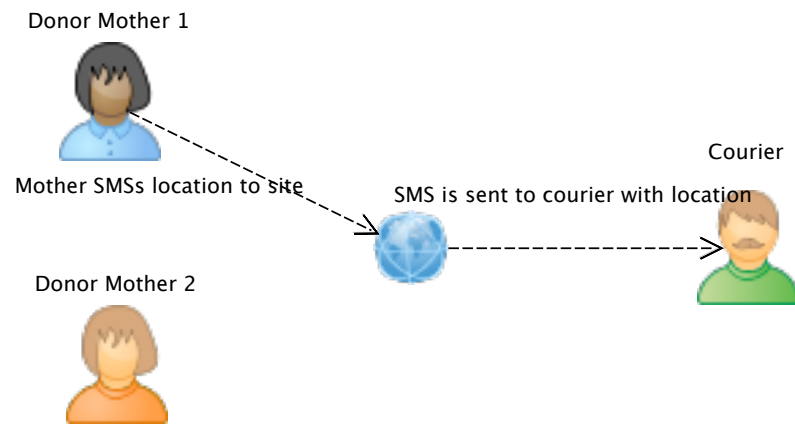 Donor Mother 1
Courier
Mother SMSs location to site
SMS is sent to courier with location
Donor Mother 2